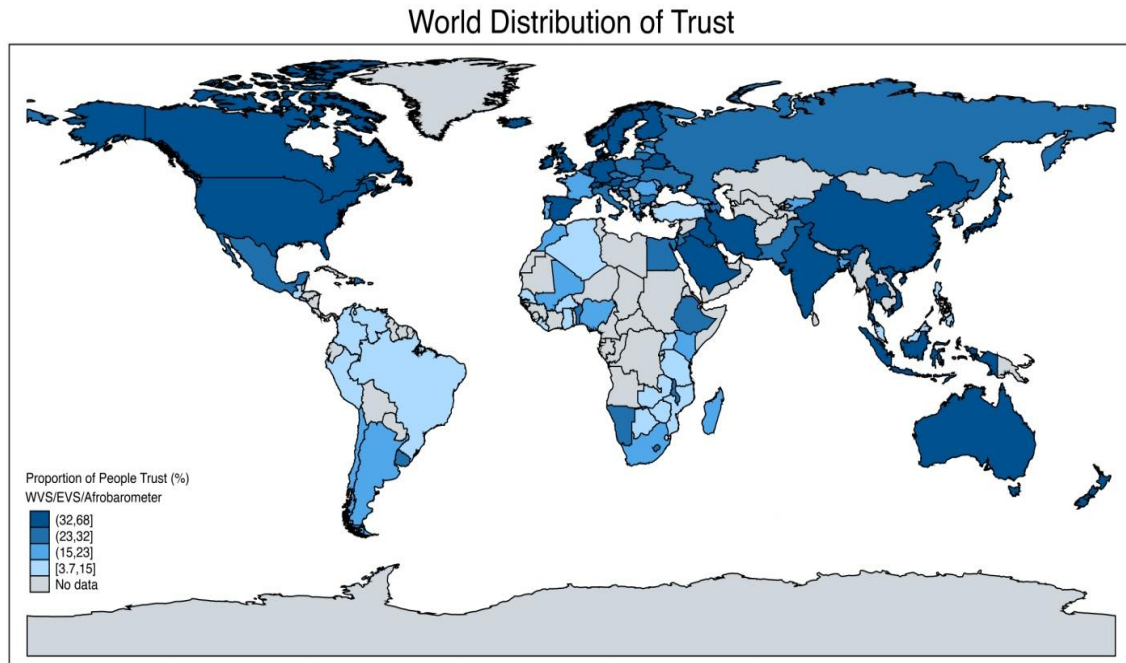 World Distribution of Trust
Proportion of People Trust (%)
WVS/EVS/Afrobarometer
(32,68]
(23,32]
(15,23]
[3.7,15]
No data